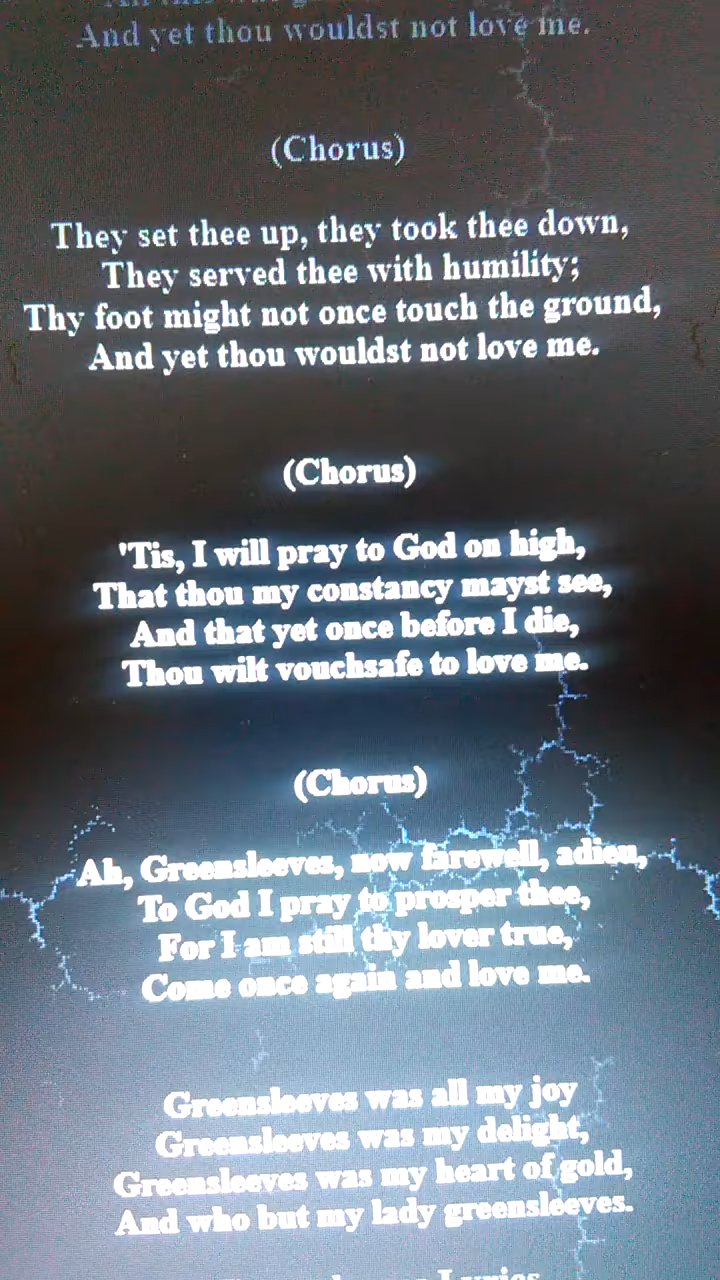 And yet thou wouldst not love me.
(Chorus)
They set thee up, they took thee down,
They served thee with humility;
Thy foot might not once touch the ground,
And yet thou wouldst not love me.
(Chorus)
'Tis, I will pray to God on high,
That thou my constancy mayst see,
And that yet once before I die,
Thou wilt vouchsafe to love me.
(Chorus)
Ah, Greensleeves, now farewell, adieu,
To God I pray to prosper thee,
For I am still thy lover true,
Come once again and love me.
Greensleeves was all my joy
Greensleeves was my delight,
Greensleeves was my heart of gold,
And who but my lady greensleeves.
Lyrics